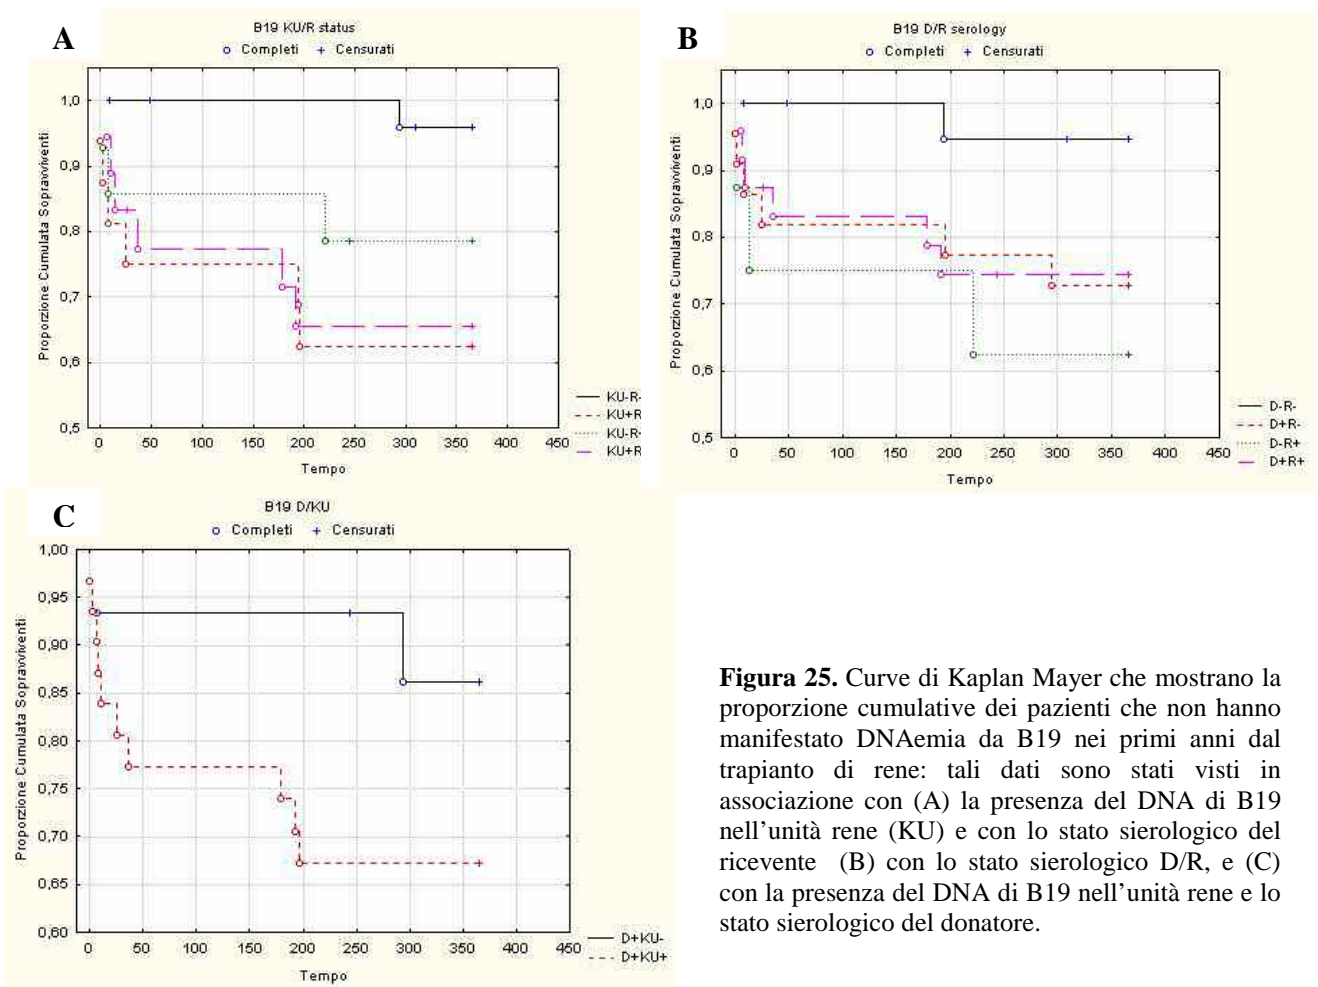 A
B19 KU/R status
Completi Censurati
Proporzione Cumulata Sopravviventi
1,0
0,9
0,8
0,7
0,6
0,5
0 50 100 150 200 250 300 350 400 450
Tempo
KU-R-
KU+R
KU-R-
KU+R
B
B19 D/R serology
Completi Censurati
Proporzione Cumulata Sopravviventi
1,0
0,9
0,8
0,7
0,6
0,5
0 50 100 150 200 250 300 350 400 450
Tempo
D-R-
D+R-
D-R+
D+R+
C
B19 D/KU
Completi Censurati
Proporzione Cumulata Sopravviventi
1,00
0,95
0,90
0,85
0,80
0,75
0,70
0,65
0,60
0 50 100 150 200 250 300 350 400 450
Tempo
D+KU-
D+KU+
Figura 25. Curve di Kaplan Mayer che mostrano la
proporzione cumulative dei pazienti che non hanno
manifestato DNAemia da B19 nei primi anni dal
trapianto di rene: tali dati sono stati visti in
associazione con (A) la presenza del DNA di B19
nell'unità rene (KU) e con lo stato sierologico del
ricevente (B) con lo stato sierologico D/R, e (C)
con la presenza del DNA di B19 nell'unità rene e lo
stato sierologico del donatore.